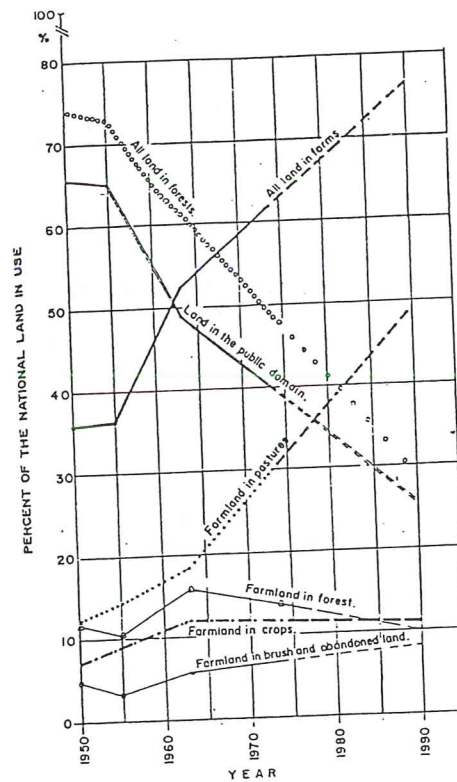 100
%
80
70
60
50
40
30
20
10
0
PERCENT OF THE NATIONAL LAND IN USE
All land in forests.
All land in farms
Land in the public domain.
Farmland in pastures
Farmland in forest.
Farmland in crops.
Farmland in brush and abandoned land.
1950
1960
1970
1980
1990
YEAR